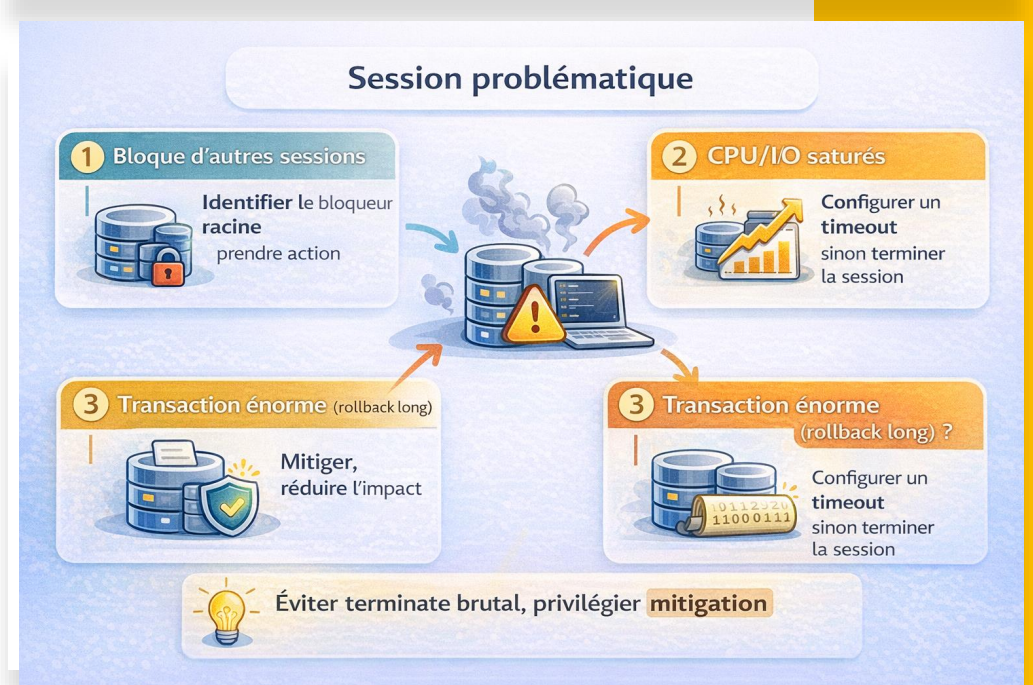 Session problématique
1 Bloque d'autres sessions
Identifier le bloqueur
racine
prendre action
2 CPU/I/O saturés
Configurer un
timeout
sinon terminer
la session
3 Transaction énorme (rollback long)
Mitiger,
réduire l'impact
3 Transaction énorme
(rollback long) ?
Configurer un
timeout
sinon terminer
la session
11000111
Éviter terminate brutal, privilégier mitigation